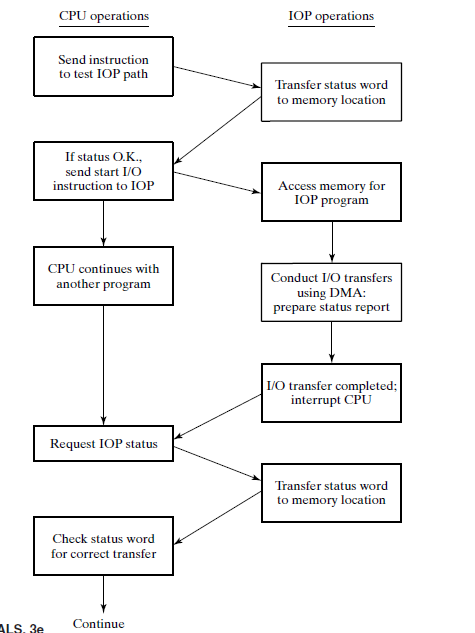 CPU operations
IOP operations
Send instruction
to test IOP path
Transfer status word
to memory location
If status O.K.,
send start I/O
instruction to IOP
Access memory for
IOP program
CPU continues with
another program
Conduct I/O transfers
using DMA:
prepare status report
I/O transfer completed;
interrupt CPU
Request IOP status
Transfer status word
to memory location
Check status word
for correct transfer
Continue
ALS, 3e